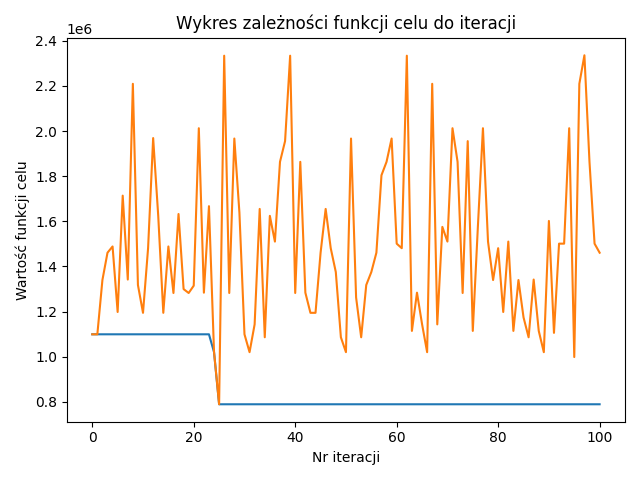 Wykres zależności funkcji celu do iteracji
1e6
2.4
2.2
2.0
1.8
1.6
1.4
1.2
1.0
0.8
Wartość funkcji celu
0 20 40 60 80 100
Nr iteracji